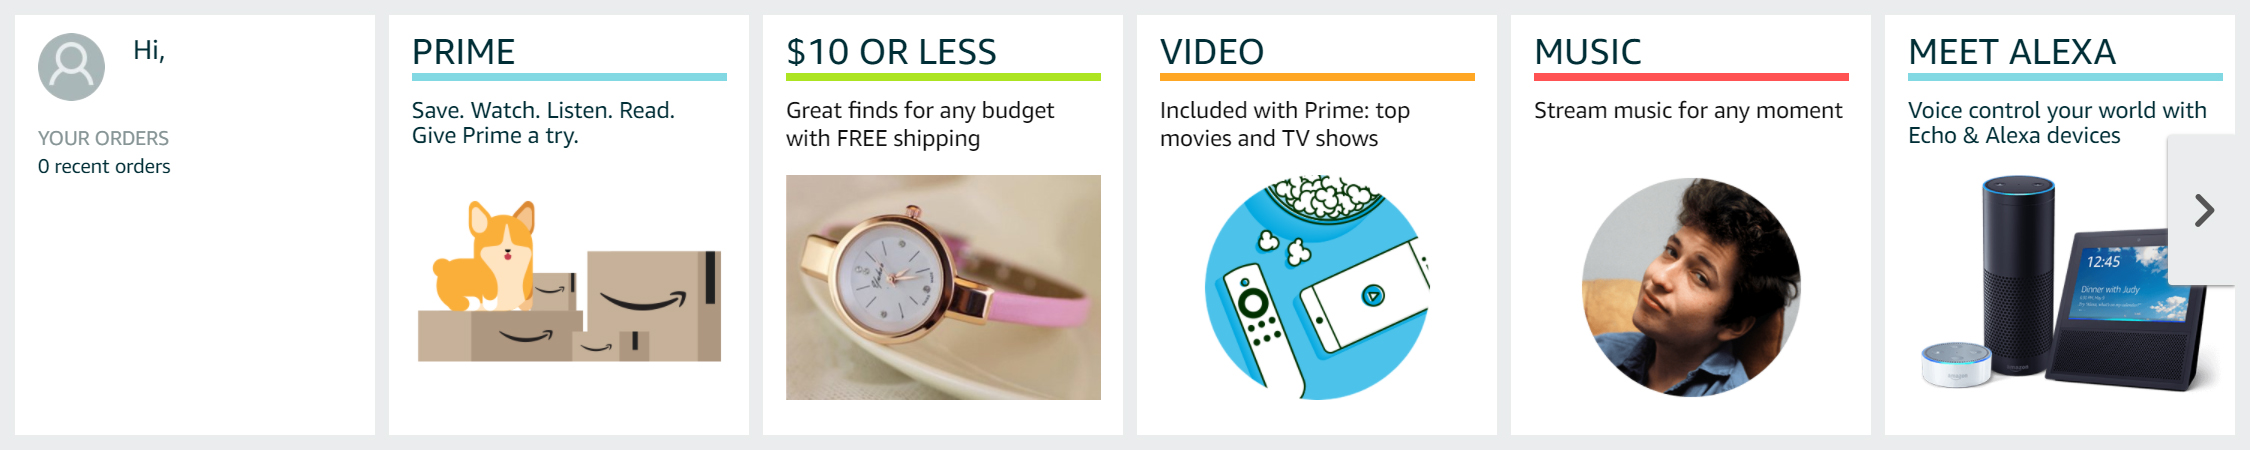 Hi,
YOUR ORDERS
0 recent orders
PRIME
Save. Watch. Listen. Read.
Give Prime a try.
$10 OR LESS
Great finds for any budget
with FREE shipping
VIDEO
Included with Prime: top
movies and TV shows
MUSIC
Stream music for any moment
MEET ALEXA
Voice control your world with
Echo & Alexa devices
12:45
Dinner with Judy